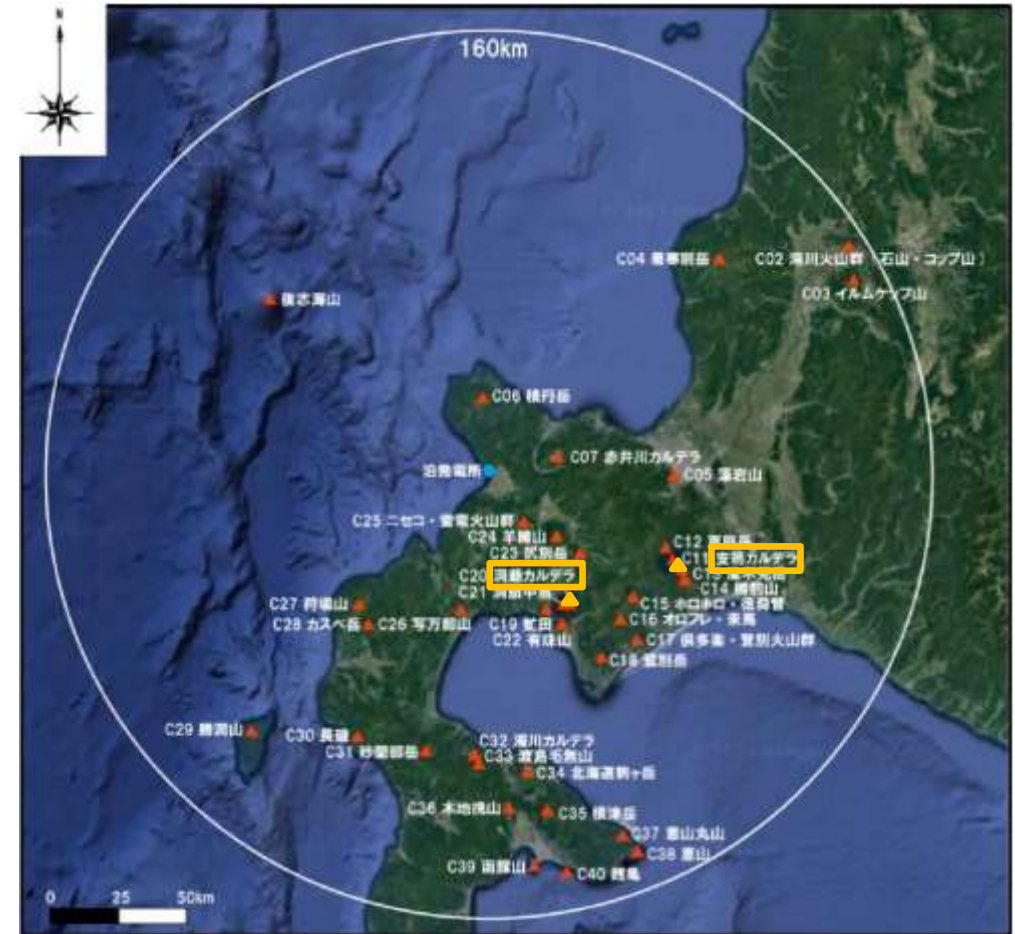 N
160km
C04 暑寒別岳
C02 滝川火山群（石山・コップ山）
C03 イルムケップ山
後志海山
C06 積丹岳
C07 赤井川カルデラ
泊発電所
C05 藻岩山
C25 ニセコ・雷電火山群
C24 羊蹄山
C12 恵庭岳
C23 尻別岳
C11 支笏カルデラ
C20 洞爺カルデラ
C13 風不死岳
C21 洞爺中島
C14 樽前山
C15 ホロホロ・徳舜瞥
C27 狩場山
C28 カスベ岳
C26 写万部山
C19 虻田
C16 オロフレ・来馬
C22 有珠山
C17 倶多楽・登別火山群
C18 鷲別岳
C29 勝澗山
C30 長磯
C32 濁川カルデラ
C31 砂蘭部岳
C33 渡島毛無山
C34 北海道駒ヶ岳
C36 木地挽山
C35 横津岳
C37 恵山丸山
C38 恵山
C39 函館山
C40 銭亀
0 25 50km